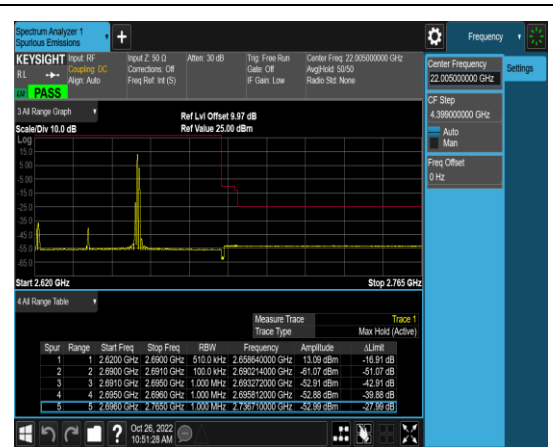 Spectrum Analyzer 1
Spurious Emissions
Frequency
KEYSIGHT
RL
Input: RF
Coupling: DC
Align: Auto
Input Z: 50 Ω
Corrections: Off
Freq Ref: Int (S)
Atten: 30 dB
Trig: Free Run
Gate: Off
IF Gain: Low
Center Freq: 22.005000000 GHz
Avg|Hold: 50/50
Radio Std: None
PASS
Center Frequency
22.005000000 GHz
Settings
CF Step
4.399000000 GHz
Auto
Man
Freq Offset
0 Hz
3 All Range Graph
Scale/Div 10.0 dB
Ref Lvl Offset 9.97 dB
Ref Value 25.00 dBm
Log
15.0
5.00
-5.00
-15.0
-25.0
-35.0
-45.0
-55.0
-65.0
Start 2.620 GHz
Stop 2.765 GHz
4 All Range Table
Measure Trace Trace 1
Trace Type Max Hold (Active)
Spur Range Start Freq Stop Freq RBW Frequency Amplitude ΔLimit
1 1 2.6200 GHz 2.6900 GHz 510.0 kHz 2.658640000 GHz 13.09 dBm -16.91 dB
2 2 2.6900 GHz 2.6910 GHz 100.0 kHz 2.690214000 GHz -61.07 dBm -51.07 dB
3 3 2.6910 GHz 2.6950 GHz 1.000 MHz 2.693272000 GHz -52.91 dBm -42.91 dB
4 4 2.6950 GHz 2.6960 GHz 1.000 MHz 2.695812000 GHz -52.88 dBm -39.88 dB
5 5 2.6960 GHz 2.7650 GHz 1.000 MHz 2.736710000 GHz -52.99 dBm -27.99 dB
?
Oct 26, 2022
10:51:28 AM